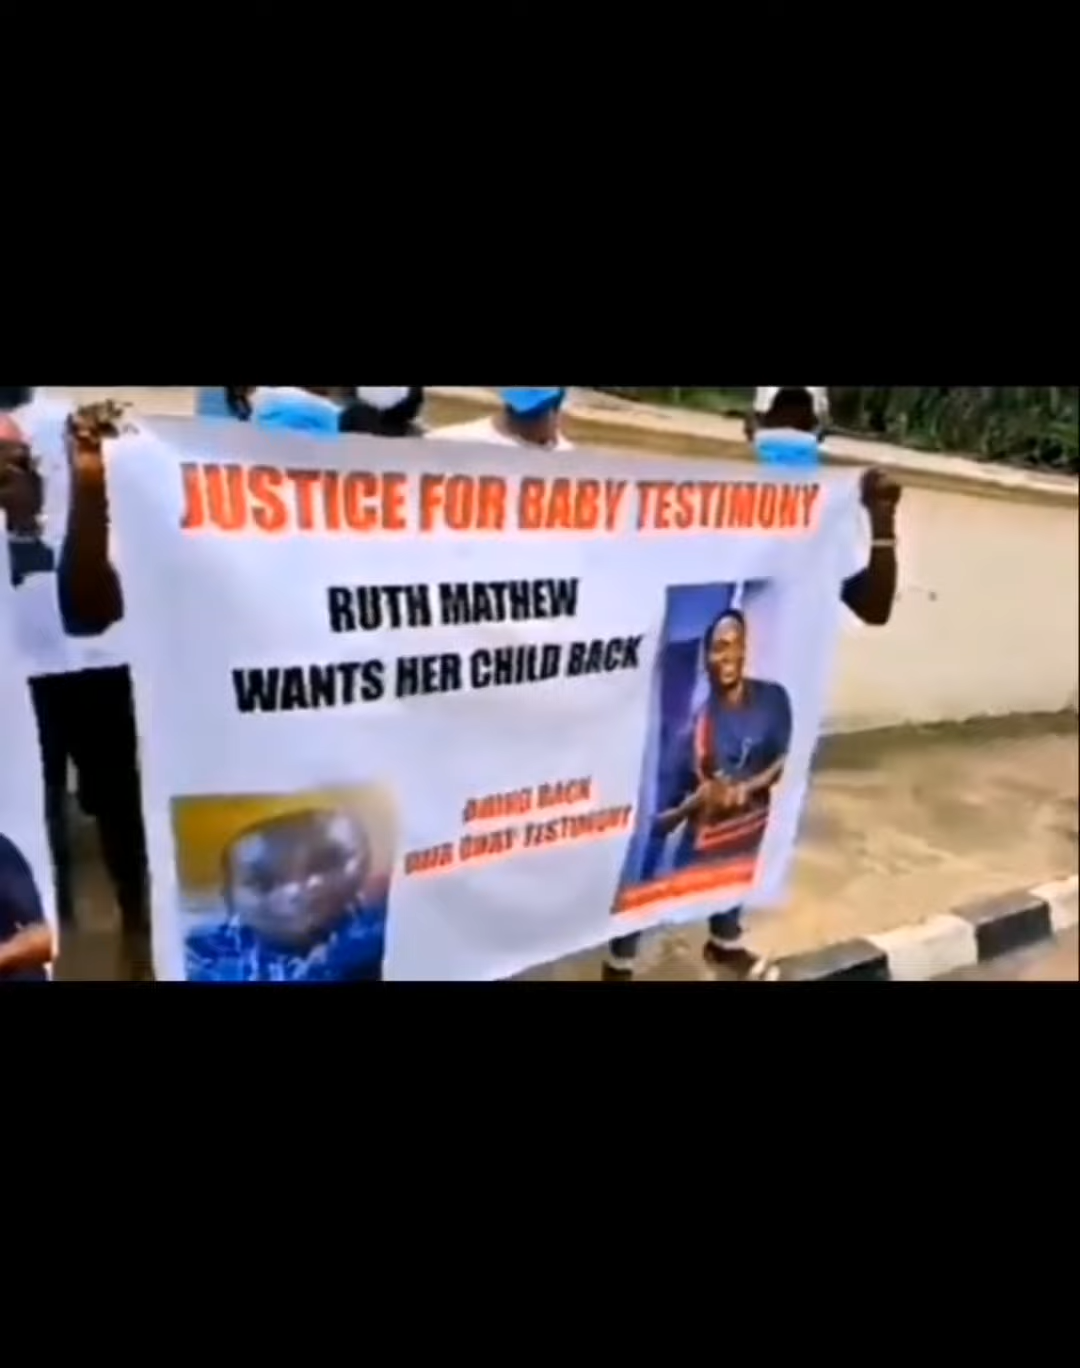 JUSTICE FOR BABY TESTIMONY
RUTH MATHEW
WANTS HER CHILD BACK
BRING BACK
OUR BABY TESTIMONY